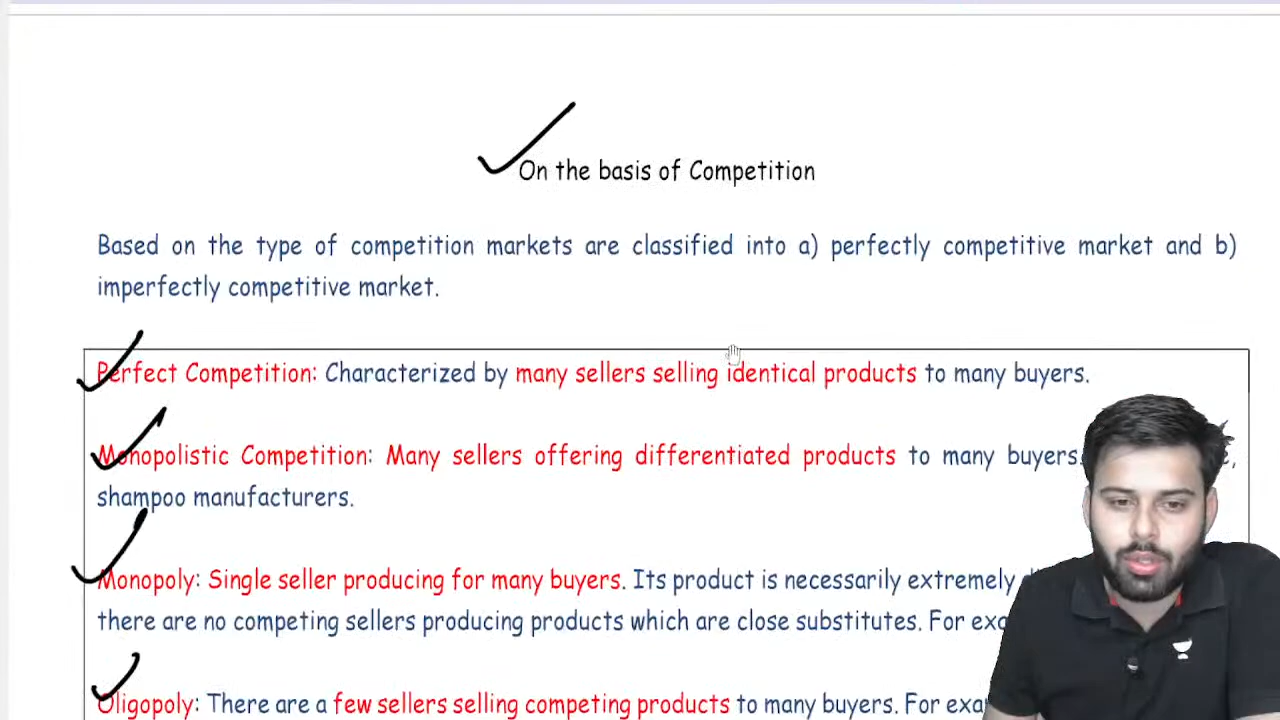 On the basis of Competition
Based on the type of competition markets are classified into a) perfectly competitive market and b)
imperfectly competitive market.
Perfect Competition: Characterized by many sellers selling identical products to many buyers.
Monopolistic Competition: Many sellers offering differentiated products to many buyers.
shampoo manufacturers.
Monopoly: Single seller producing for many buyers. Its product is necessarily extremely
there are no competing sellers producing products which are close substitutes. For
Oligopoly: There are a few sellers selling competing products to many buyers. For